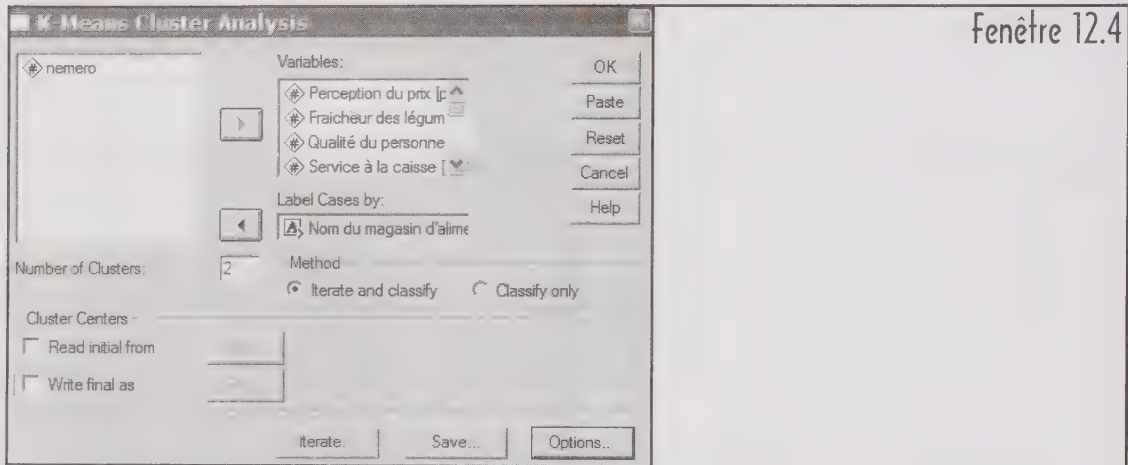 K-Means Cluster Analysis
Fenêtre 12.4
nemero
Variables:
Perception du prix [p
Fraicheur des légum
Qualité du personne
Service à la caisse [
Label Cases by:
Nom du magasin d'alime
OK
Paste
Reset
Cancel
Help
Number of Clusters:
2
Method
Iterate and classify
Classify only
Cluster Centers
Read initial from
Write final as
Iterate.
Save...
Options..